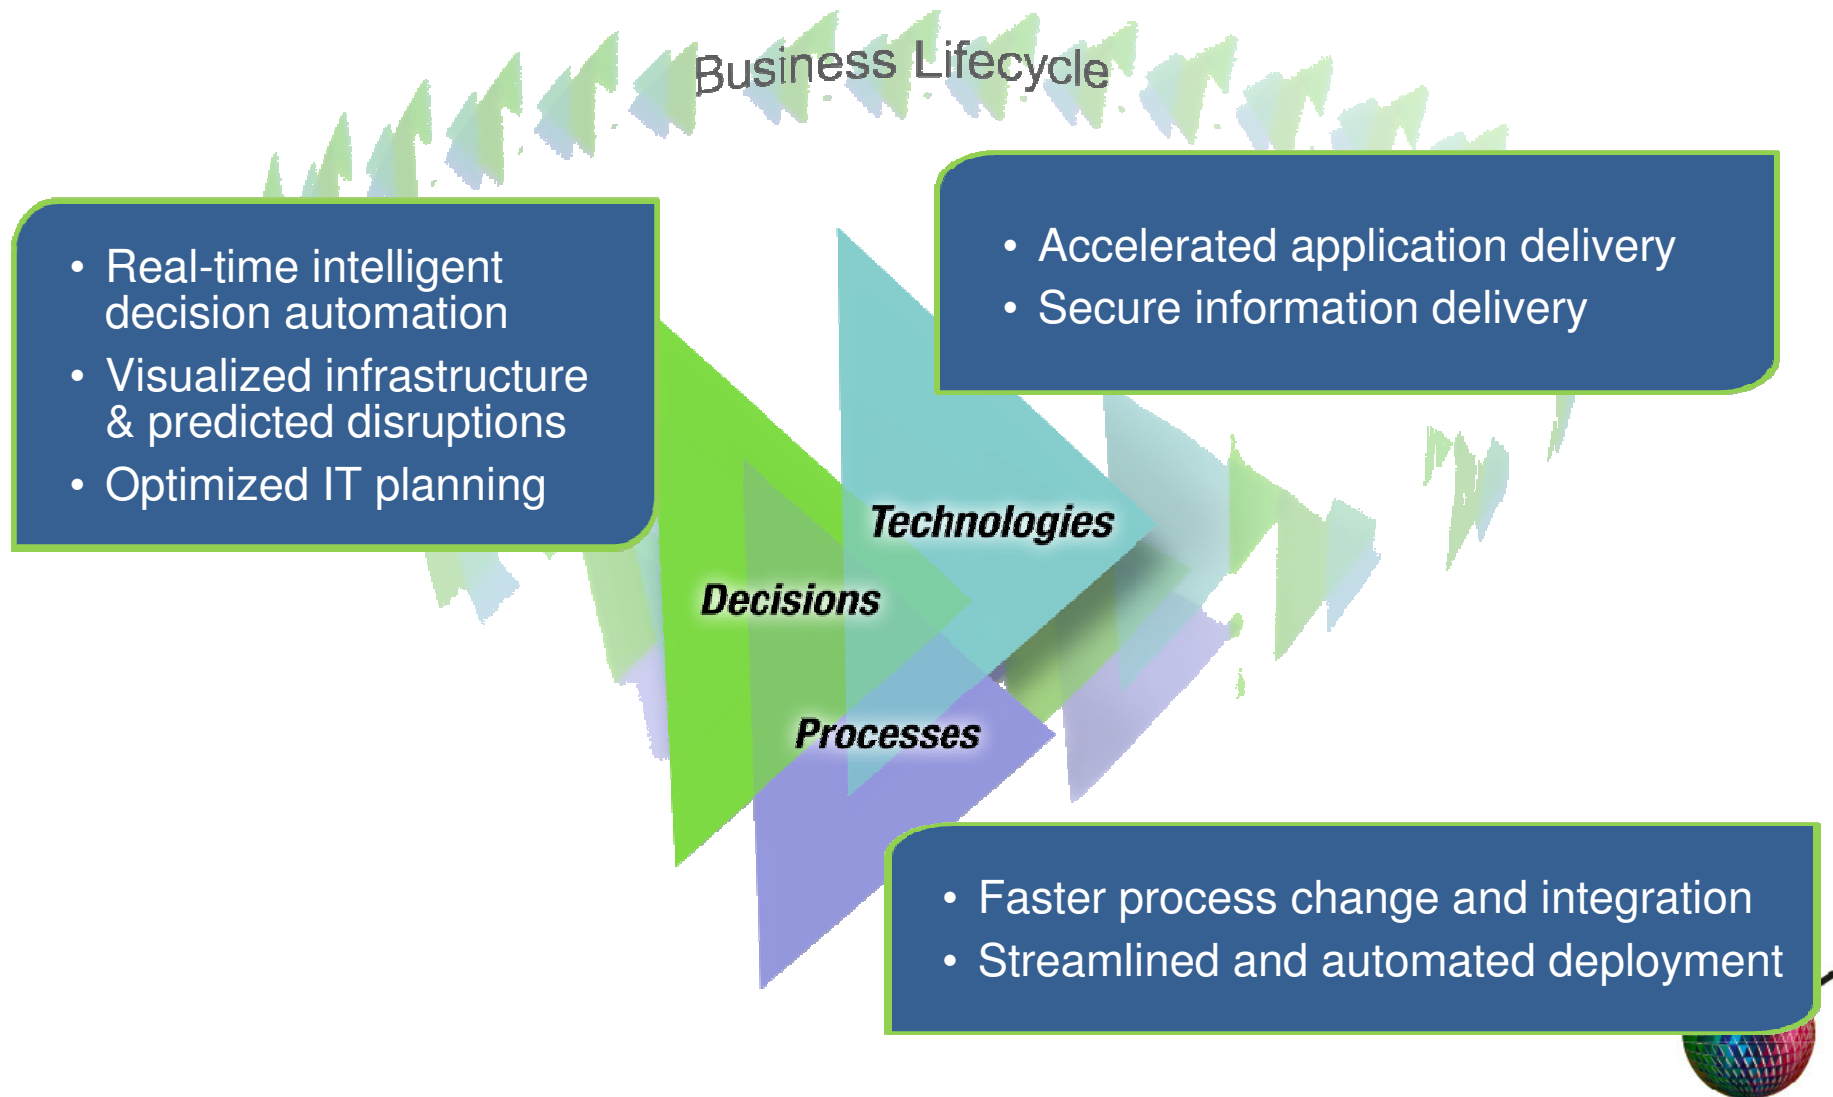 Business Lifecycle
• Real-time intelligent
decision automation
• Visualized infrastructure
& predicted disruptions
• Optimized IT planning
• Accelerated application delivery
• Secure information delivery
Technologies
Decisions
Processes
• Faster process change and integration
• Streamlined and automated deployment